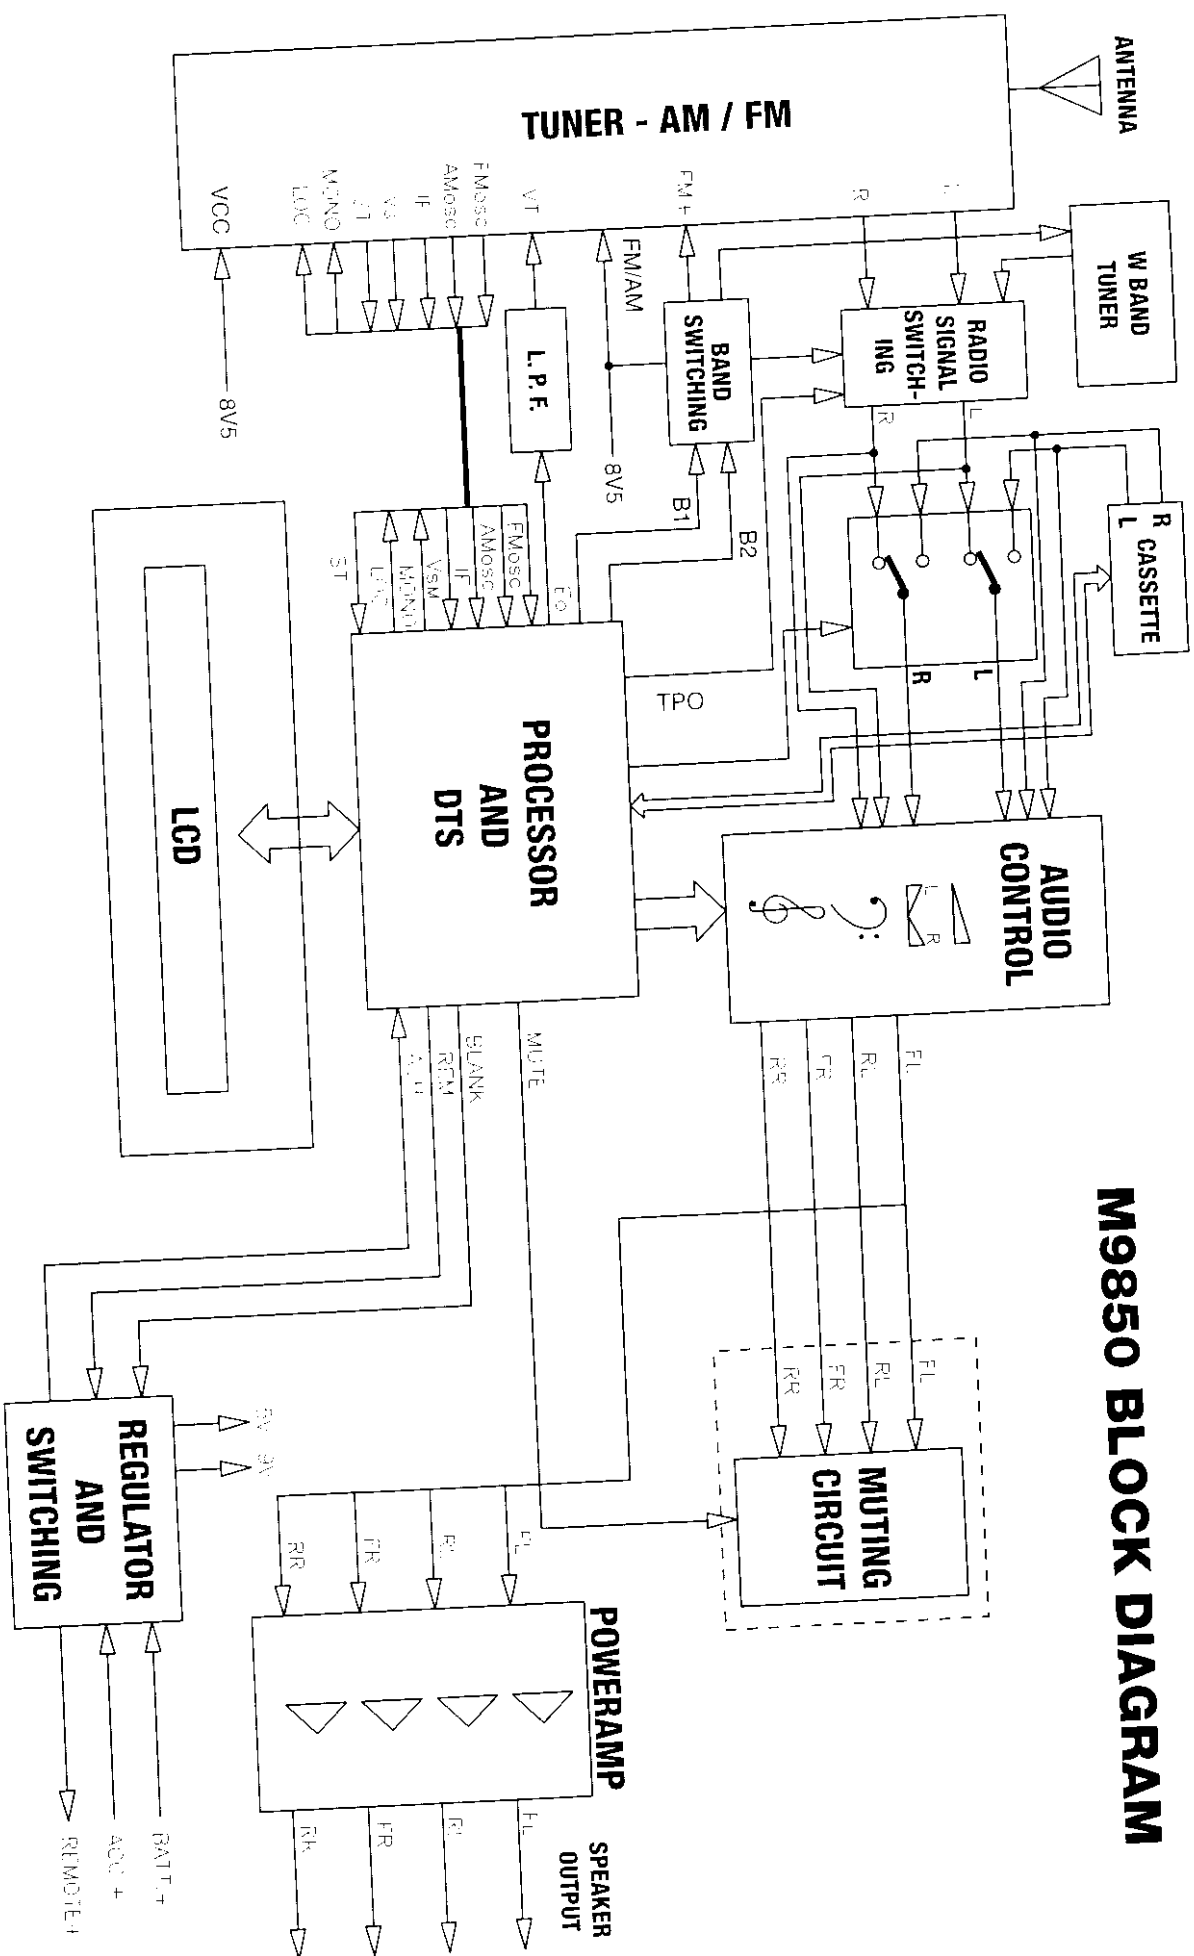 M9850 BLOCK DIAGRAM
ANTENNA
TUNER - AM / FM
L
R
FM+
VT
FMosc
AMosc
IF
MONO
LOC
VCC
FM/AM
8V5
8V5
W BAND
TUNER
RADIO
SIGNAL
SWITCH-
ING
L
R
BAND
SWITCHING
B2
B1
L. P. F.
Eo
FMosc
AMosc
IF
VSM
MONO
LOC
ST
R
L
CASSETTE
L
R
TPO
PROCESSOR
AND
DTS
LCD
AUDIO
CONTROL
L
R
FL
RL
FR
RR
MUTE
BLANK
REM
FL
RL
FR
RR
MUTING
CIRCUIT
REGULATOR
AND
SWITCHING
BATT.+
ACC +
REMOTE+
FL
RL
FR
RR
POWERAMP
FL
RL
FR
RR
SPEAKER
OUTPUT